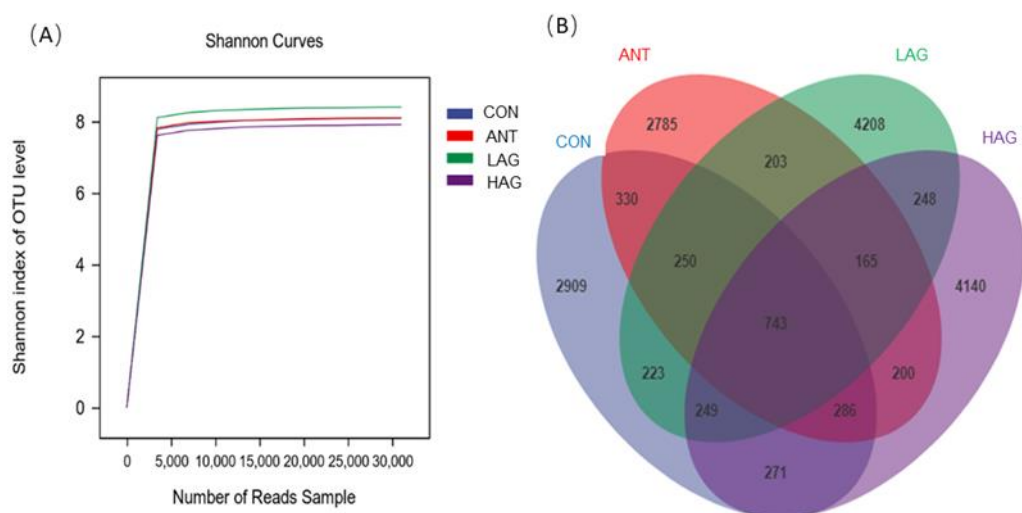 (A)
Shannon Curves
Shannon index of OTU level
8
6
4
2
0
0 5,000 10,000 15,000 20,000 25,000 30,000
Number of Reads Sample
CON
ANT
LAG
HAG
(B)
ANT
LAG
CON
HAG
2785
4208
203
330
248
250
165
2909
4140
743
223
200
249
286
271